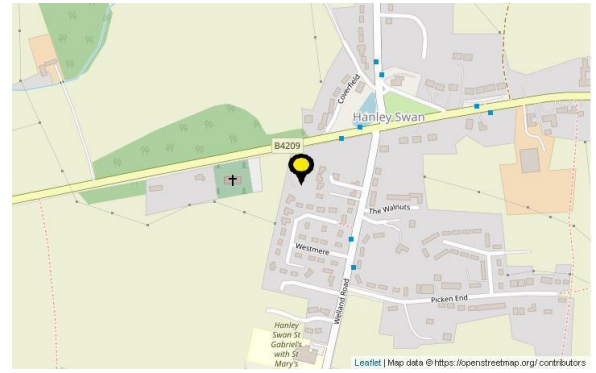 Coverfield
Hanley Swan
B4209
The Walnuts
Westmere
Welland Road
Picken End
Hanley
Swan St
Gabriel's
with St
Mary's
Leaflet | Map data © https://openstreetmap.org/ contributors